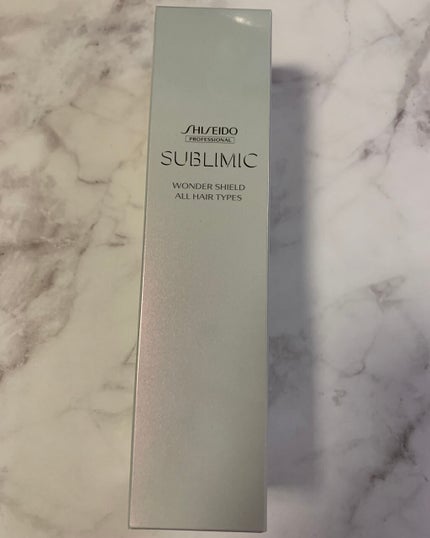 SHISEIDO
PROFESSIONAL
SUBLIMIC
WONDER SHIELD
ALL HAIR TYPES